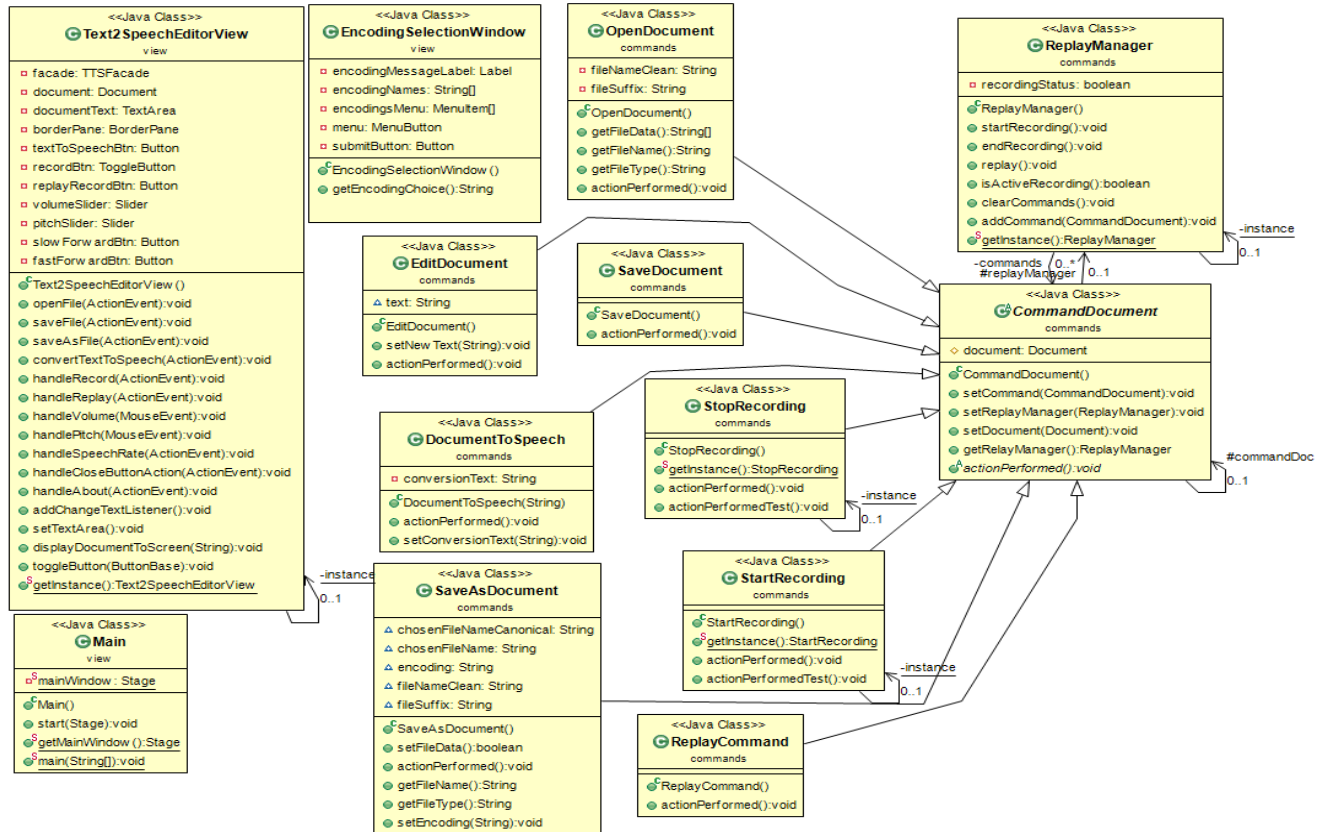 <<Java Class>>
Text2SpeechEditorView
view
facade: TTSFacade
document: Document
documentText: TextArea
borderPane: BorderPane
textToSpeechBtn: Button
recordBtn: ToggleButton
replayRecordBtn: Button
volumeSlider: Slider
pitchSlider: Slider
slowForwardBtn: Button
fastForwardBtn: Button
Text2SpeechEditorView()
openFile(ActionEvent):void
saveFile(ActionEvent):void
saveAsFile(ActionEvent):void
convertTextToSpeech(ActionEvent):void
handleRecord(ActionEvent):void
handleReplay(ActionEvent):void
handleVolume(MouseEvent):void
handlePitch(MouseEvent):void
handleSpeechRate(ActionEvent):void
handleCloseButtonAction(ActionEvent):void
handleAbout(ActionEvent):void
addChangeTextListener():void
setTextArea():void
displayDocumentToScreen(String):void
toggleButton(ButtonBase):void
getInstance():Text2SpeechEditorView
-instance
0..1
<<Java Class>>
Main
view
mainWindow: Stage
Main()
start(Stage):void
getMainWindow():Stage
main(String[]):void
<<Java Class>>
EncodingSelectionWindow
view
encodingMessageLabel: Label
encodingNames: String[]
encodingsMenu: MenuItem[]
menu: MenuButton
submitButton: Button
EncodingSelectionWindow()
getEncodingChoice():String
<<Java Class>>
OpenDocument
commands
fileNameClean: String
fileSuffix: String
OpenDocument()
getFileData():String[]
getFileName():String
getFileType():String
actionPerformed():void
<<Java Class>>
ReplayManager
commands
recordingStatus: boolean
ReplayManager()
startRecording():void
endRecording():void
replay():void
isActiveRecording():boolean
clearCommands():void
addCommand(CommandDocument):void
getInstance():ReplayManager
-instance
0..1
-commands
0..*
#replayManager
0..1
<<Java Class>>
EditDocument
commands
text: String
EditDocument()
setNewText(String):void
actionPerformed():void
<<Java Class>>
SaveDocument
commands
SaveDocument()
actionPerformed():void
<<Java Class>>
CommandDocument
commands
document: Document
CommandDocument()
setCommand(CommandDocument):void
setReplayManager(ReplayManager):void
setDocument(Document):void
getRelayManager():ReplayManager
actionPerformed():void
#commandDoc
0..1
<<Java Class>>
DocumentToSpeech
commands
conversionText: String
DocumentToSpeech(String)
actionPerformed():void
setConversionText(String):void
<<Java Class>>
StopRecording
commands
StopRecording()
getInstance():StopRecording
actionPerformed():void
actionPerformedTest():void
-instance
0..1
<<Java Class>>
SaveAsDocument
commands
chosenFileNameCanonical: String
chosenFileName: String
encoding: String
fileNameClean: String
fileSuffix: String
SaveAsDocument()
setFileData():boolean
actionPerformed():void
getFileName():String
getFileType():String
setEncoding(String):void
<<Java Class>>
StartRecording
commands
StartRecording()
getInstance():StartRecording
actionPerformed():void
actionPerformedTest():void
-instance
0..1
<<Java Class>>
ReplayCommand
commands
ReplayCommand()
actionPerformed():void